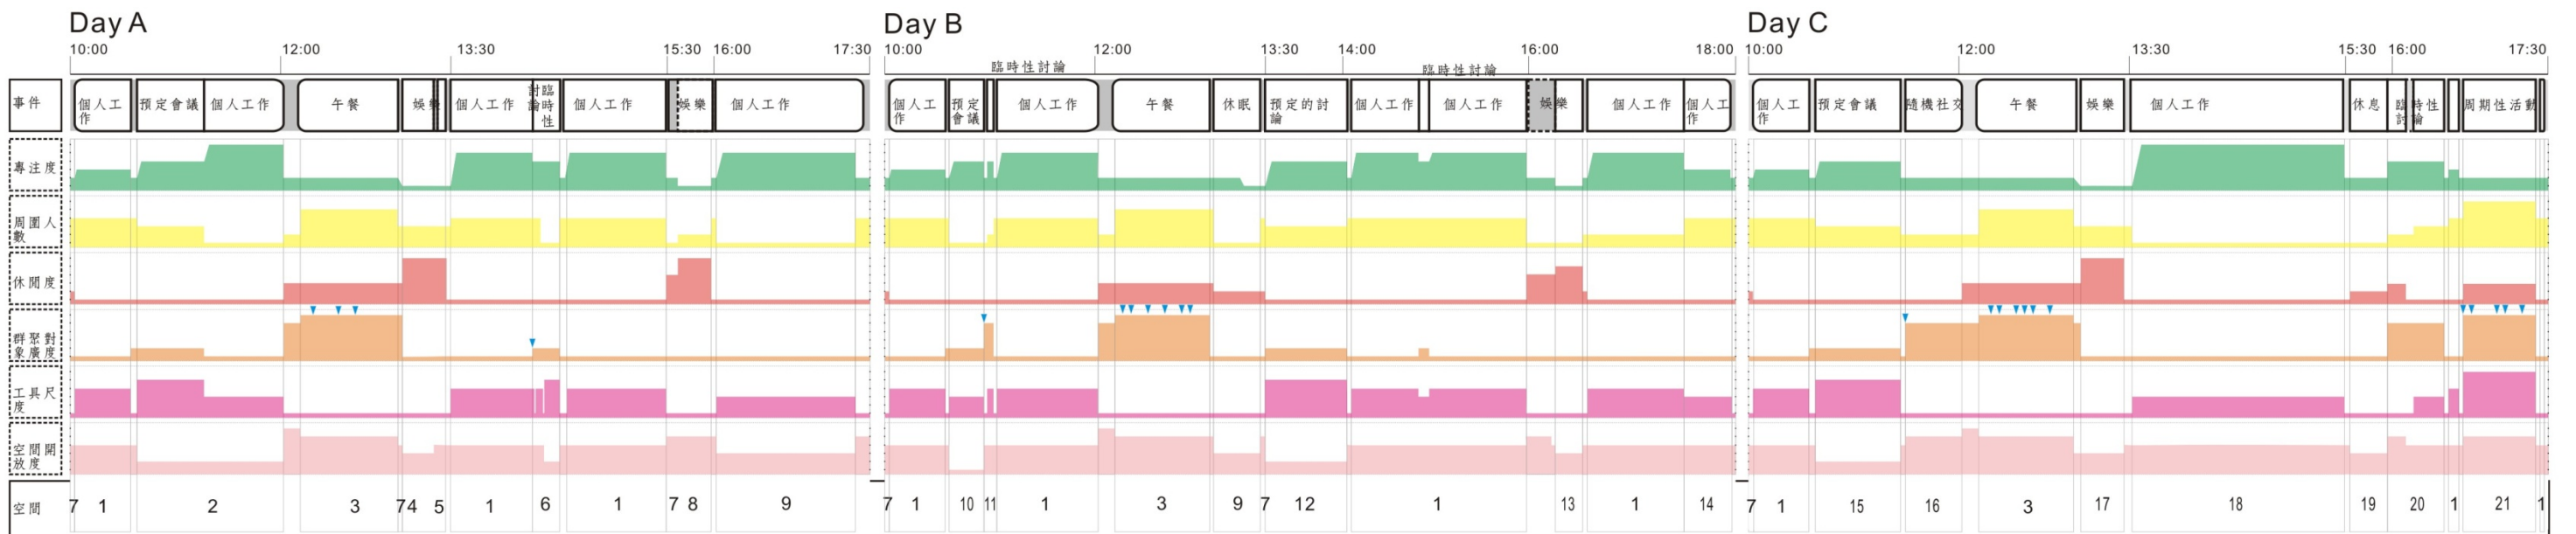 Day A
Day B
Day C
10:00
12:00
13:30
15:30
16:00
17:30
10:00
12:00
13:30
14:00
16:00
18:00
10:00
12:00
13:30
15:30
16:00
17:30
臨時性討論
臨時性討論
事件
個人工
作
預定會議
個人工作
午餐
娛樂
個人工作
討臨
論時
性
個人工作
娛樂
個人工作
個人工
作
預定
會議
個人工作
午餐
休眠
預定的討
論
個人工作
個人工作
娛樂
個人工作
個人工
作
個人工
作
預定會議
隨機社交
午餐
娛樂
個人工作
休息
臨時性
討論
周期性活動
專注度
周圍人
數
休閒度
群聚對
象廣度
工具尺
度
空間開
放度
空間
7 1 2 3 74 5 1 6 1 7 8 9
7 1 10 11 1 3 9 7 12 1 13 1 14
7 1 15 16 3 17 18 19 20 1 21 1